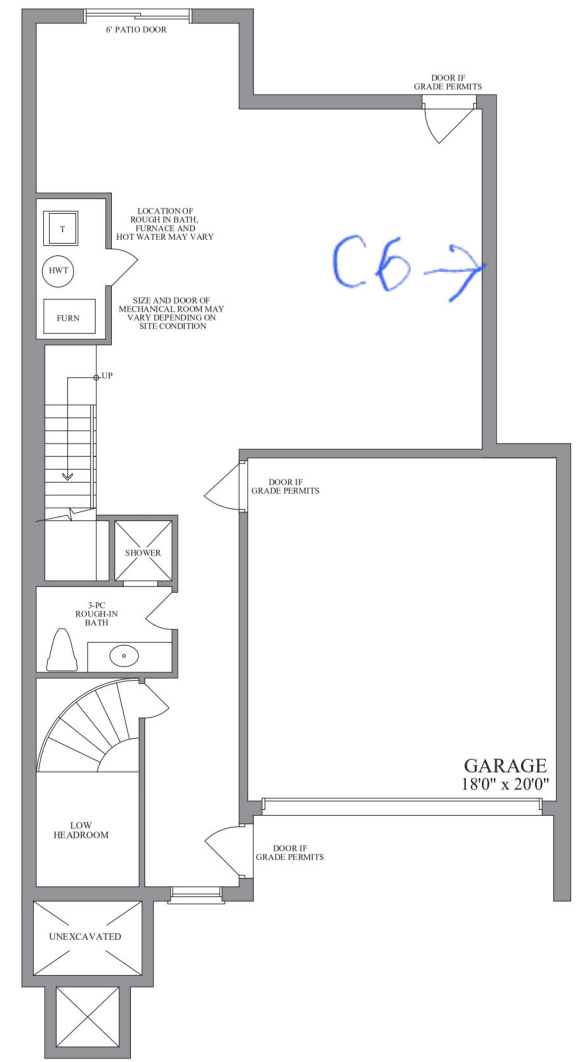 6' PATIO DOOR
DOOR IF
GRADE PERMITS
LOCATION OF
ROUGH IN BATH,
FURNACE AND
HOT WATER MAY VARY
T
HWT
C6 →
SIZE AND DOOR OF
MECHANICAL ROOM MAY
VARY DEPENDING ON
SITE CONDITION
FURN
UP
DOOR IF
GRADE PERMITS
SHOWER
3-PC
ROUGH-IN
BATH
GARAGE
18'0" x 20'0"
LOW
HEADROOM
DOOR IF
GRADE PERMITS
UNEXCAVATED